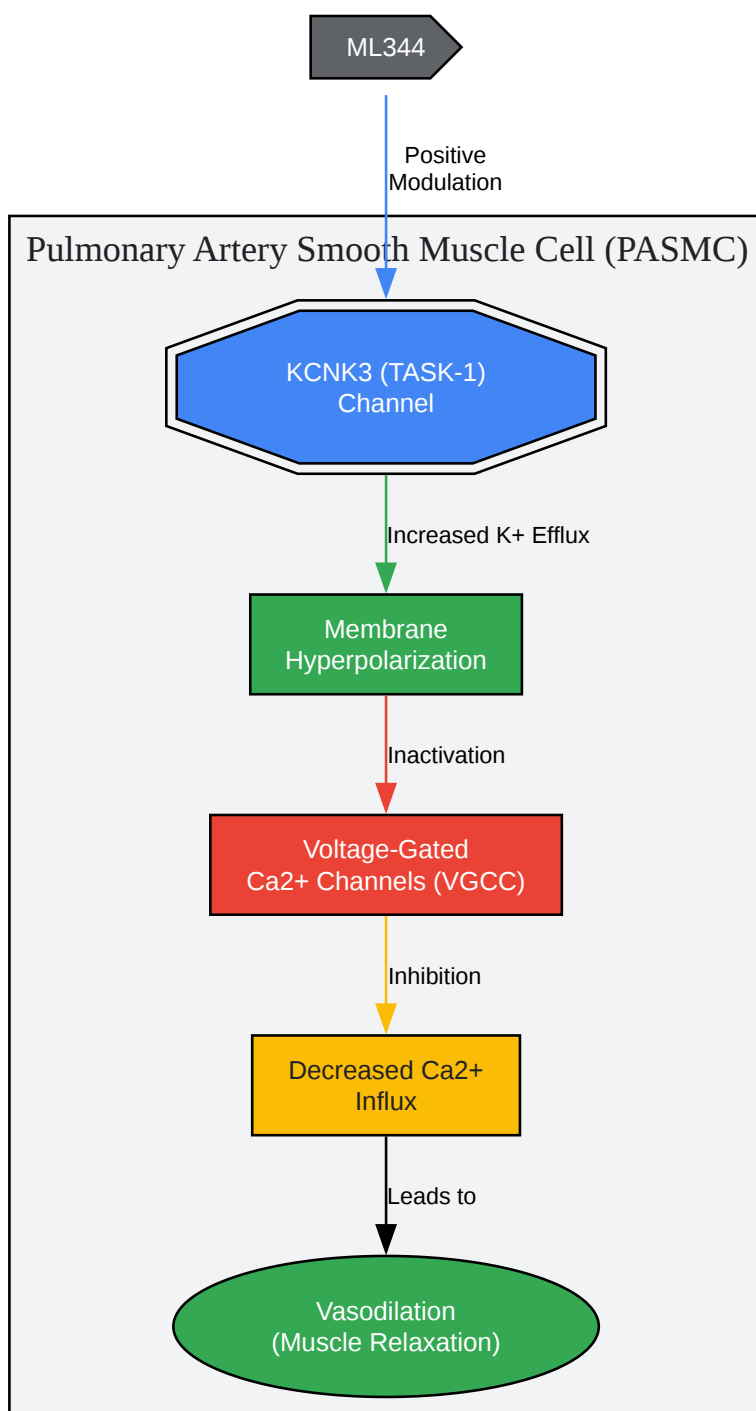 ML344
Positive
Modulation
Pulmonary Artery Smooth Muscle Cell (PASMC)
KCNK3 (TASK-1)
Channel
Increased K+ Efflux
Membrane
Hyperpolarization
Inactivation
Voltage-Gated
Ca2+ Channels (VGCC)
Inhibition
Decreased Ca2+
Influx
Leads to
Vasodilation
(Muscle Relaxation)